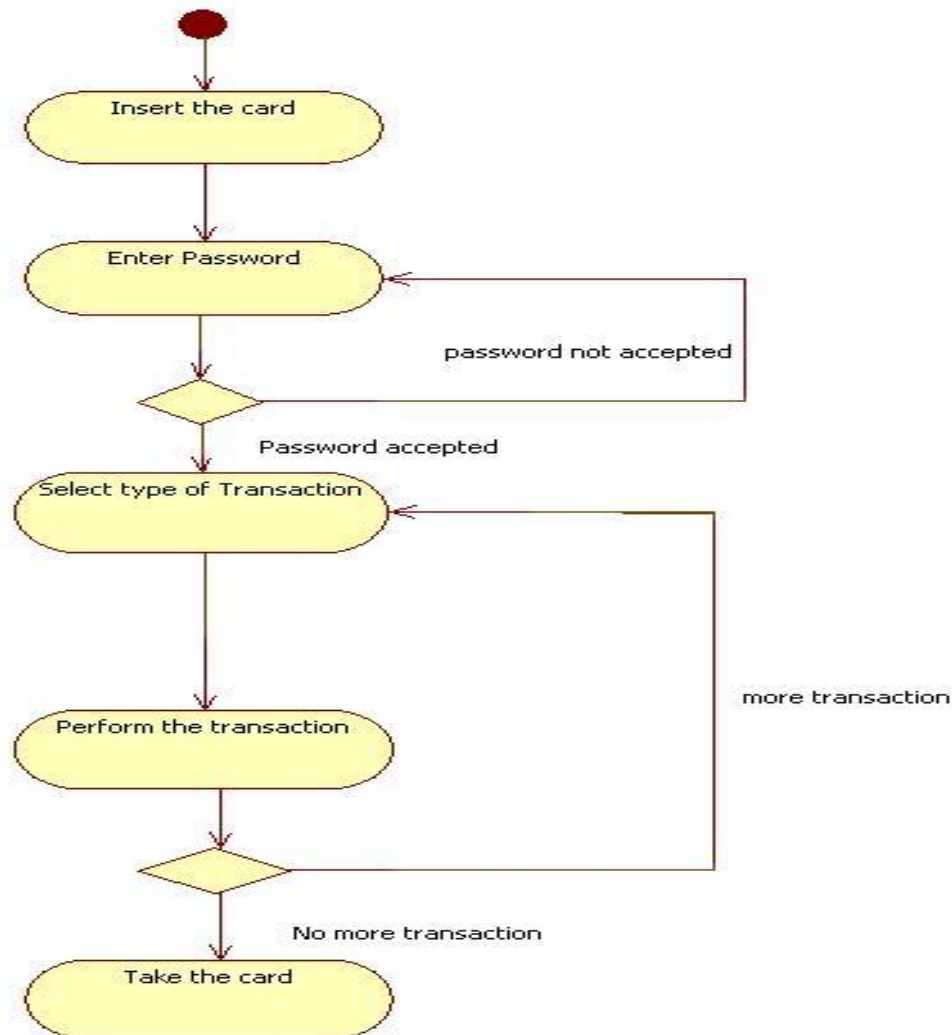 Insert the card
Enter Password
password not accepted
Password accepted
Select type of Transaction
Perform the transaction
more transaction
No more transaction
Take the card